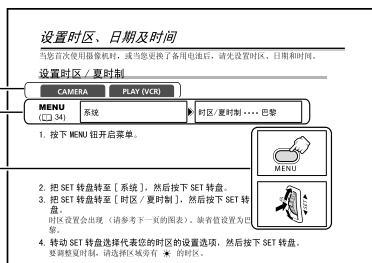 设置时区、日期及时间
当您首次使用摄像机时，或当您更换了备用电池后，请先设置时区、日期和时间。
设置时区 / 夏时制
CAMERA
PLAY (VCR)
MENU
( 34)
系统
时区/夏时制 ···· 巴黎
1. 按下 MENU 钮开启菜单。
MENU
SET
2. 把 SET 转盘转至 [ 系统 ]，然后按下 SET 转盘。
3. 把 SET 转盘转至 [ 时区 / 夏时制 ]，然后按下 SET 转
盘。
时区设置会出现 （请参考下一页的图表）。缺省值设置为巴
黎。
4. 转动 SET 转盘选择代表您的时区的设置选项，然后按下 SET 转盘。
要调整夏时制，请选择区域旁有 ☀ 的时区。